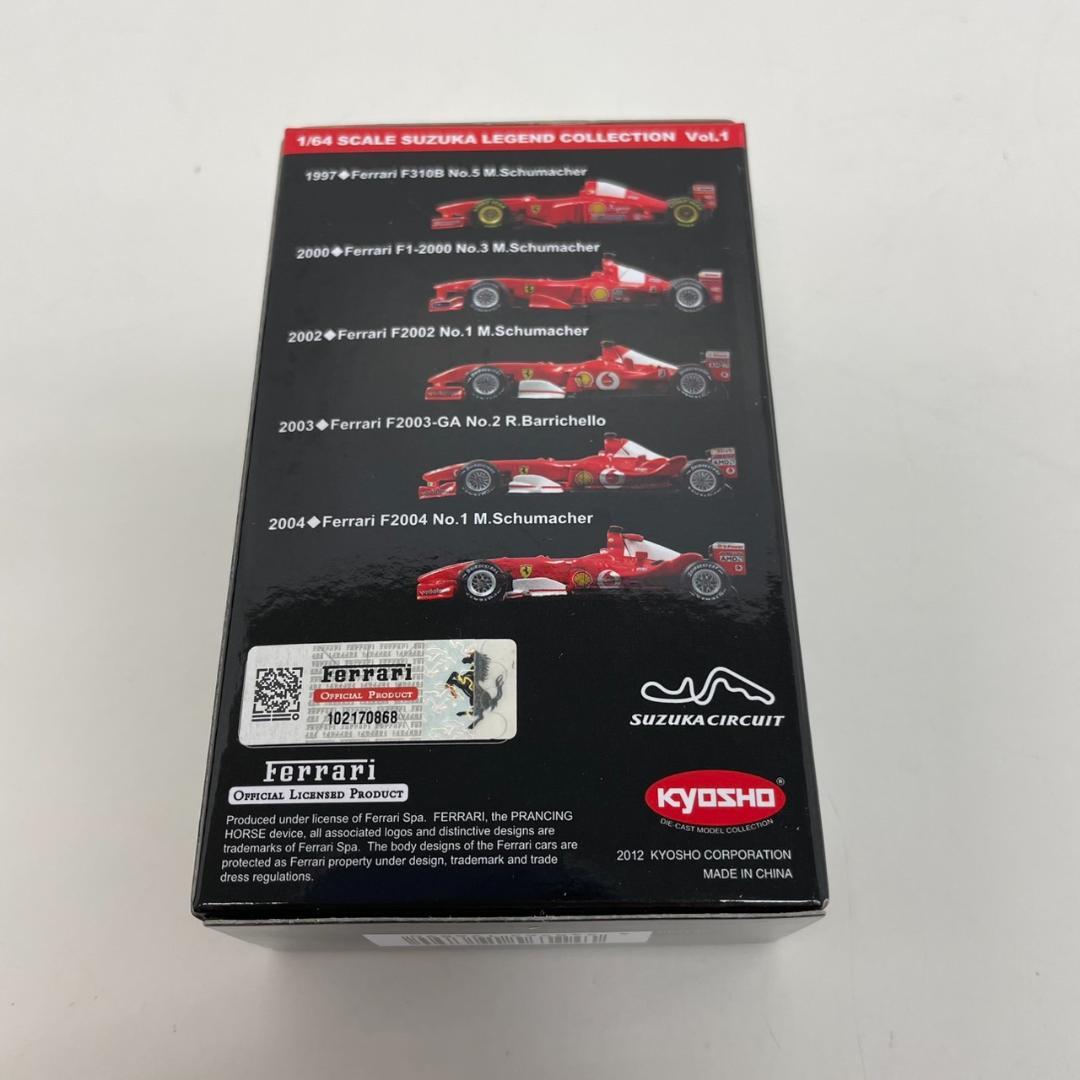 1/64 SCALE SUZUKA LEGEND COLLECTION Vol.1
1997◆Ferrari F310B No.5 M.Schumacher
2000◆Ferrari F1-2000 No.3 M.Schumacher
2002◆Ferrari F2002 No.1 M.Schumacher
2003◆Ferrari F2003-GA No.2 R.Barrichello
2004◆Ferrari F2004 No.1 M.Schumacher
Ferrari
OFFICIAL PRODUCT
102170868
SUZUKA CIRCUIT
Ferrari
OFFICIAL LICENSED PRODUCT
Produced under license of Ferrari Spa. FERRARI, the PRANCING
HORSE device, all associated logos and distinctive designs are
trademarks of Ferrari Spa. The body designs of the Ferrari cars are
protected as Ferrari property under design, trademark and trade
dress regulations.
KYOSHO®
DIE-CAST MODEL COLLECTION
2012 KYOSHO CORPORATION
MADE IN CHINA